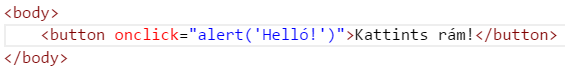 <body>
    <button onclick="alert('Helló!')">Kattints rám!</button>
</body>